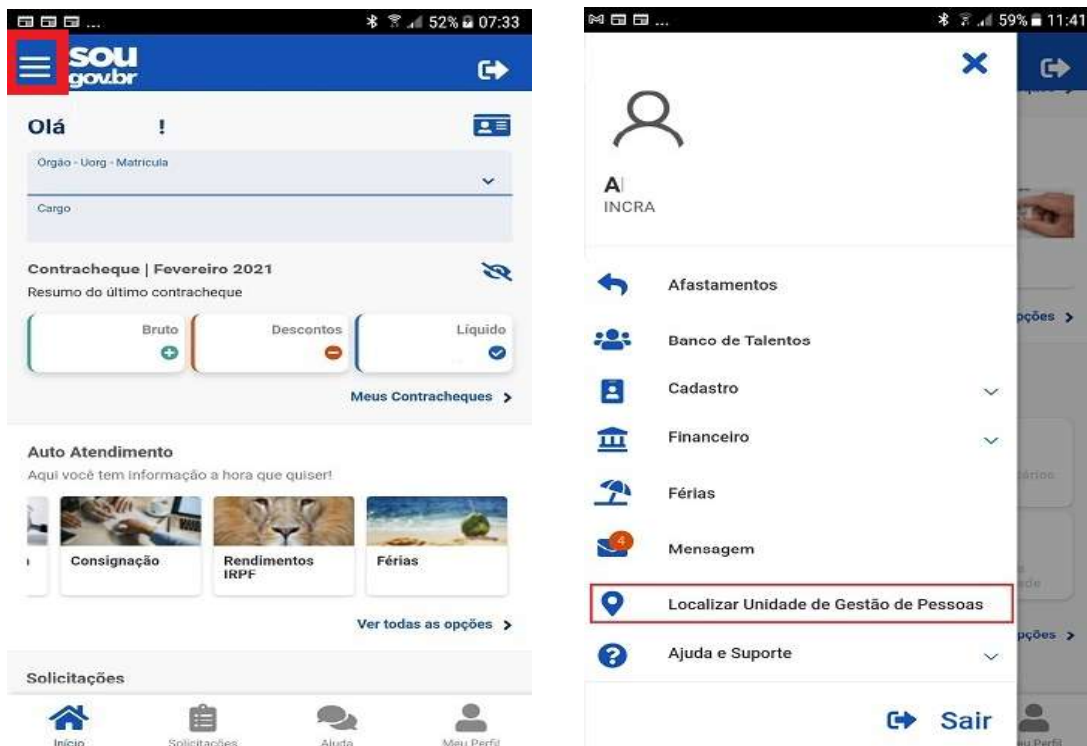 ... 52% 07:33
sou
gov.br
Olá !
Orgão - Uorg - Matricula
Cargo
Contracheque | Fevereiro 2021
Resumo do último contracheque
Bruto Descontos Líquido
Meus Contracheques
Auto Atendimento
Aqui você tem informação a hora que quiser!
Consignação Rendimentos IRPF Férias
Ver todas as opções
Solicitações
Início Solicitações Ajuda Meu Perfil
... 59% 11:41
A
INCRA
Afastamentos
Banco de Talentos
Cadastro
Financeiro
Férias
4
Mensagem
Localizar Unidade de Gestão de Pessoas
Ajuda e Suporte
Sair